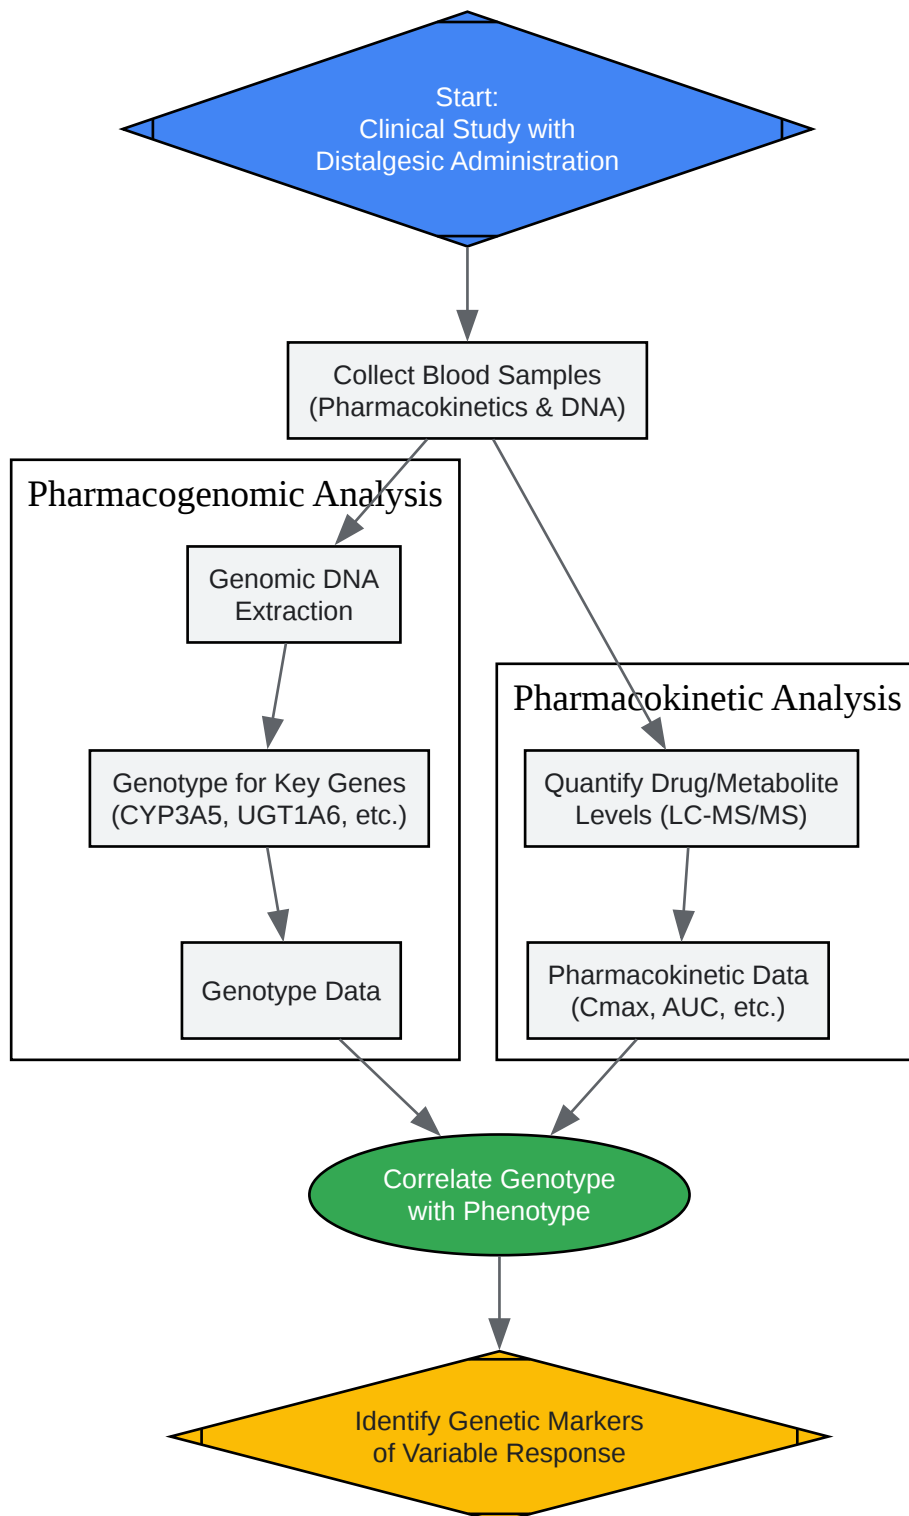 Start:
Clinical Study with
Distalgesic Administration
Collect Blood Samples
(Pharmacokinetics & DNA)
Pharmacogenomic Analysis
Genomic DNA
Extraction
Genotype for Key Genes
(CYP3A5, UGT1A6, etc.)
Genotype Data
Pharmacokinetic Analysis
Quantify Drug/Metabolite
Levels (LC-MS/MS)
Pharmacokinetic Data
(Cmax, AUC, etc.)
Correlate Genotype
with Phenotype
Identify Genetic Markers
of Variable Response